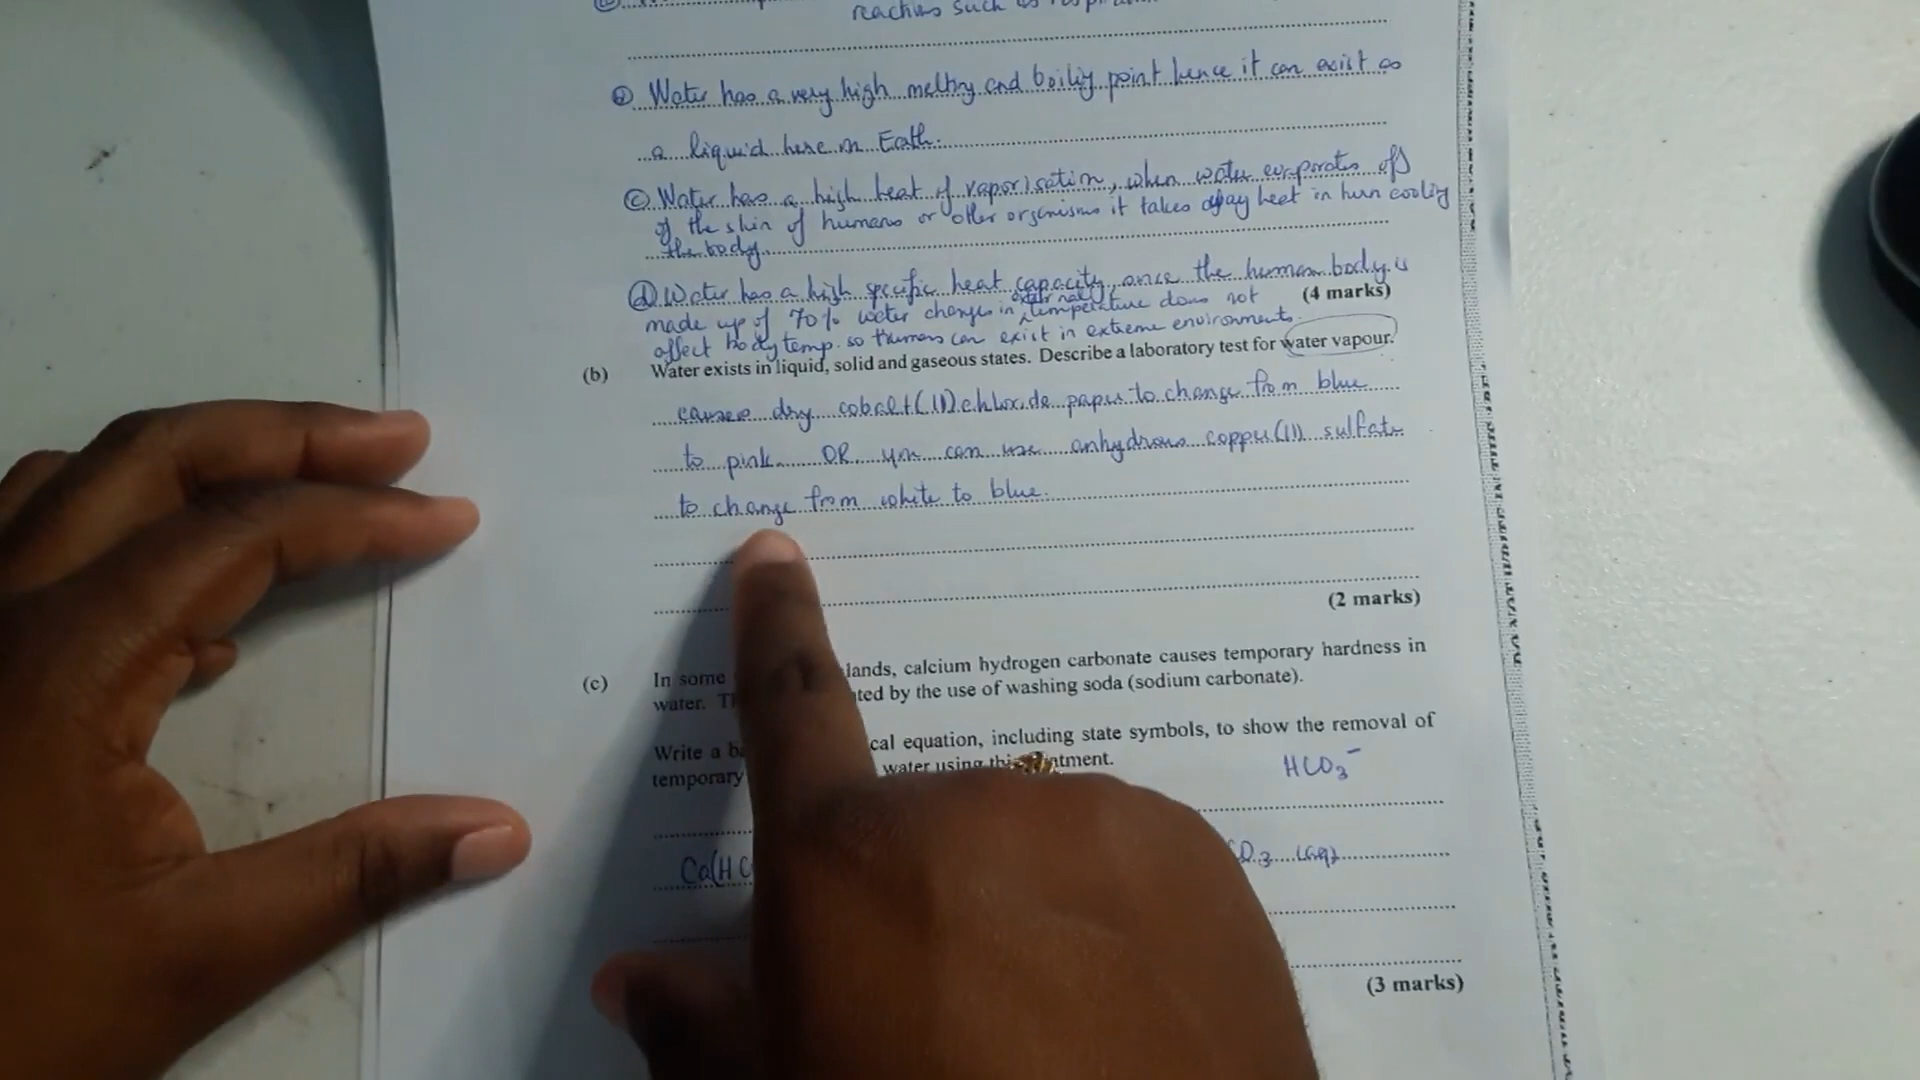 reactions such as
② Water has a very high melting and boiling point hence it can exist as
a liquid here on Earth.
ⓒ Water has a high heat of vaporisation, when water evaporates off
of the skin of humans or other organisms it takes away heat in turn cooling
the body.
ⓓ Water has a high specific heat capacity, once the human body is
(4 marks)
made up of 70% water changes in external temperature does not
affect body temp. so humans can exist in extreme environments.
(b) Water exists in liquid, solid and gaseous states. Describe a laboratory test for water vapour.
causes dry cobalt(II) chloride paper to change from blue
to pink. OR you can use anhydrous copper(II) sulfate
to change from white to blue.
(2 marks)
(c) In some lands, calcium hydrogen carbonate causes temporary hardness in
water. ted by the use of washing soda (sodium carbonate).
Write a cal equation, including state symbols, to show the removal of
temporary water using this tment.
HCO₃⁻
Ca(HC O₃ (aq)
(3 marks)